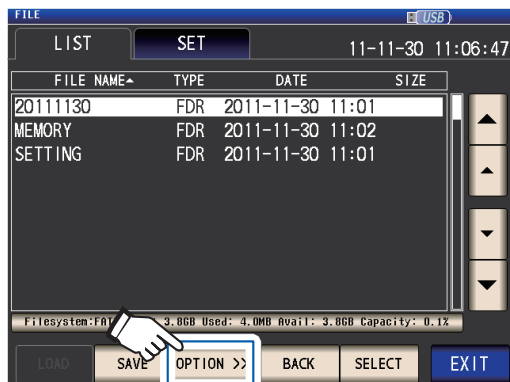 FILE USB
LIST SET 11-11-30 11:06:47
FILE NAME TYPE DATE SIZE
20111130 FDR 2011-11-30 11:01
MEMORY FDR 2011-11-30 11:02
SETTING FDR 2011-11-30 11:01
Filesystem:FAT 3.8GB Used: 4.0MB Avail: 3.8GB Capacity: 0.1%
LOAD SAVE OPTION >> BACK SELECT EXIT